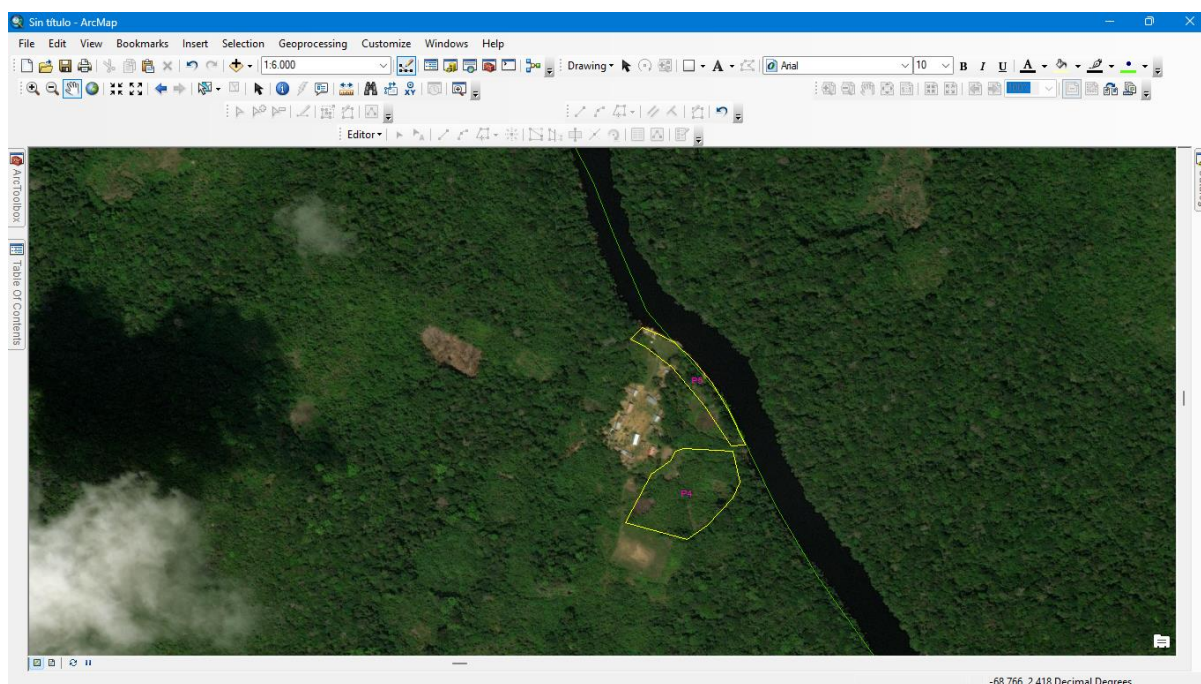 Sin título - ArcMap
File Edit View Bookmarks Insert Selection Geoprocessing Customize Windows Help
1:6.000 Drawing A Arial 10 B I U A
Editor
ArcToolbox
Table Of Contents
P5
P4
-68,766 2,418 Decimal Degrees